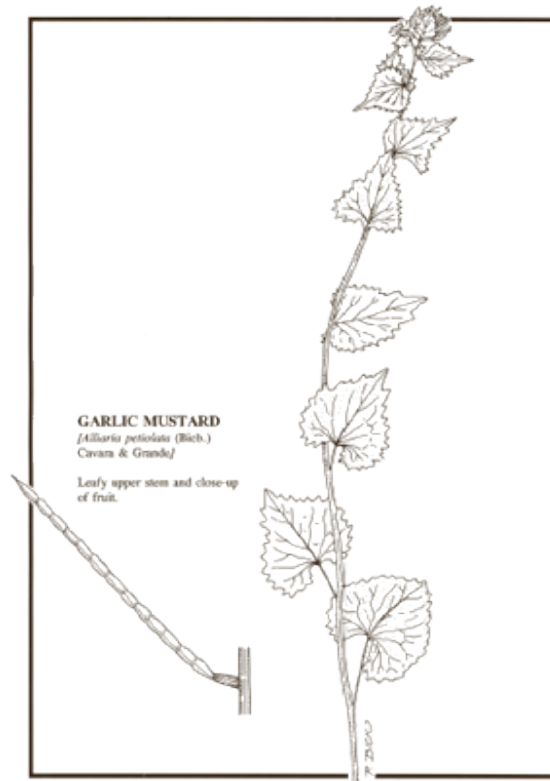 GARLIC MUSTARD
[Alliaria petiolata (Bieb.)
Cavara & Grande]
Leafy upper stem and close-up
of fruit.